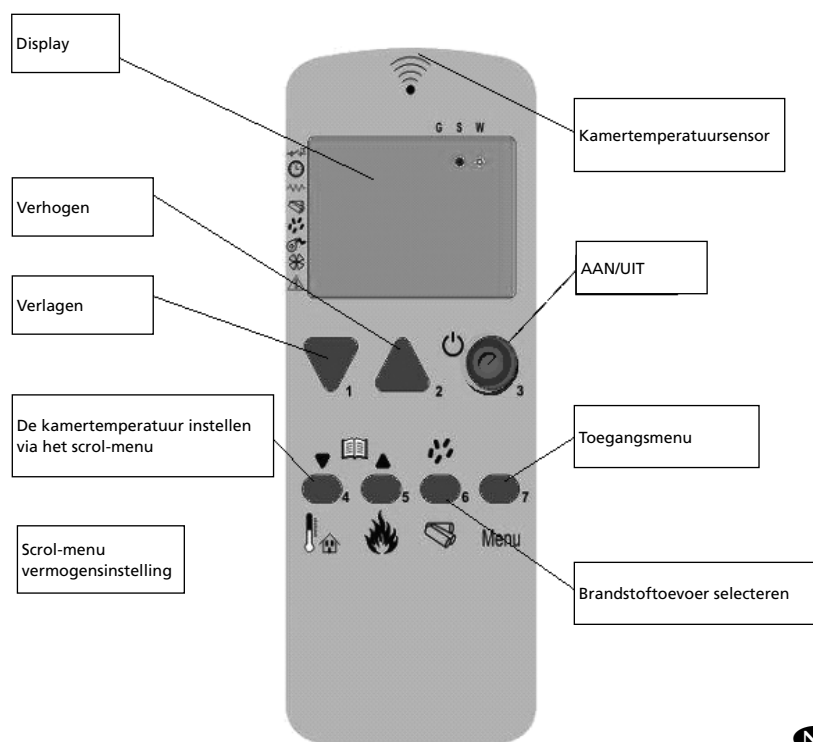 Display
Kamertemperatuursensor
G S W
Verhogen
AAN/UIT
Verlagen
1
2
3
De kamertemperatuur instellen
via het scrol-menu
Toegangsmenu
4
5
6
7
Menu
Scrol-menu
vermogensinstelling
Brandstoftoevoer selecteren
N